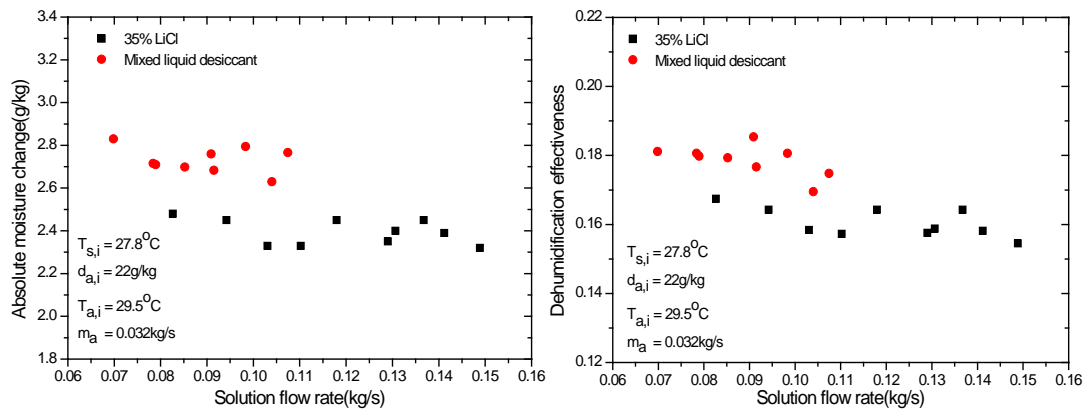 3.4
3.2
3.0
2.8
2.6
2.4
2.2
2.0
1.8
Absolute moisture change(g/kg)
35% LiCl
Mixed liquid desiccant
T_s,i = 27.8°C
d_a,i = 22g/kg
T_a,i = 29.5°C
m_a = 0.032kg/s
0.06 0.07 0.08 0.09 0.10 0.11 0.12 0.13 0.14 0.15 0.16
Solution flow rate(kg/s)
0.22
0.20
0.18
0.16
0.14
0.12
Dehumidification effectiveness
35% LiCl
Mixed liquid desiccant
T_s,i = 27.8°C
d_a,i = 22g/kg
T_a,i = 29.5°C
m_a = 0.032kg/s
0.06 0.07 0.08 0.09 0.10 0.11 0.12 0.13 0.14 0.15 0.16
Solution flow rate(kg/s)